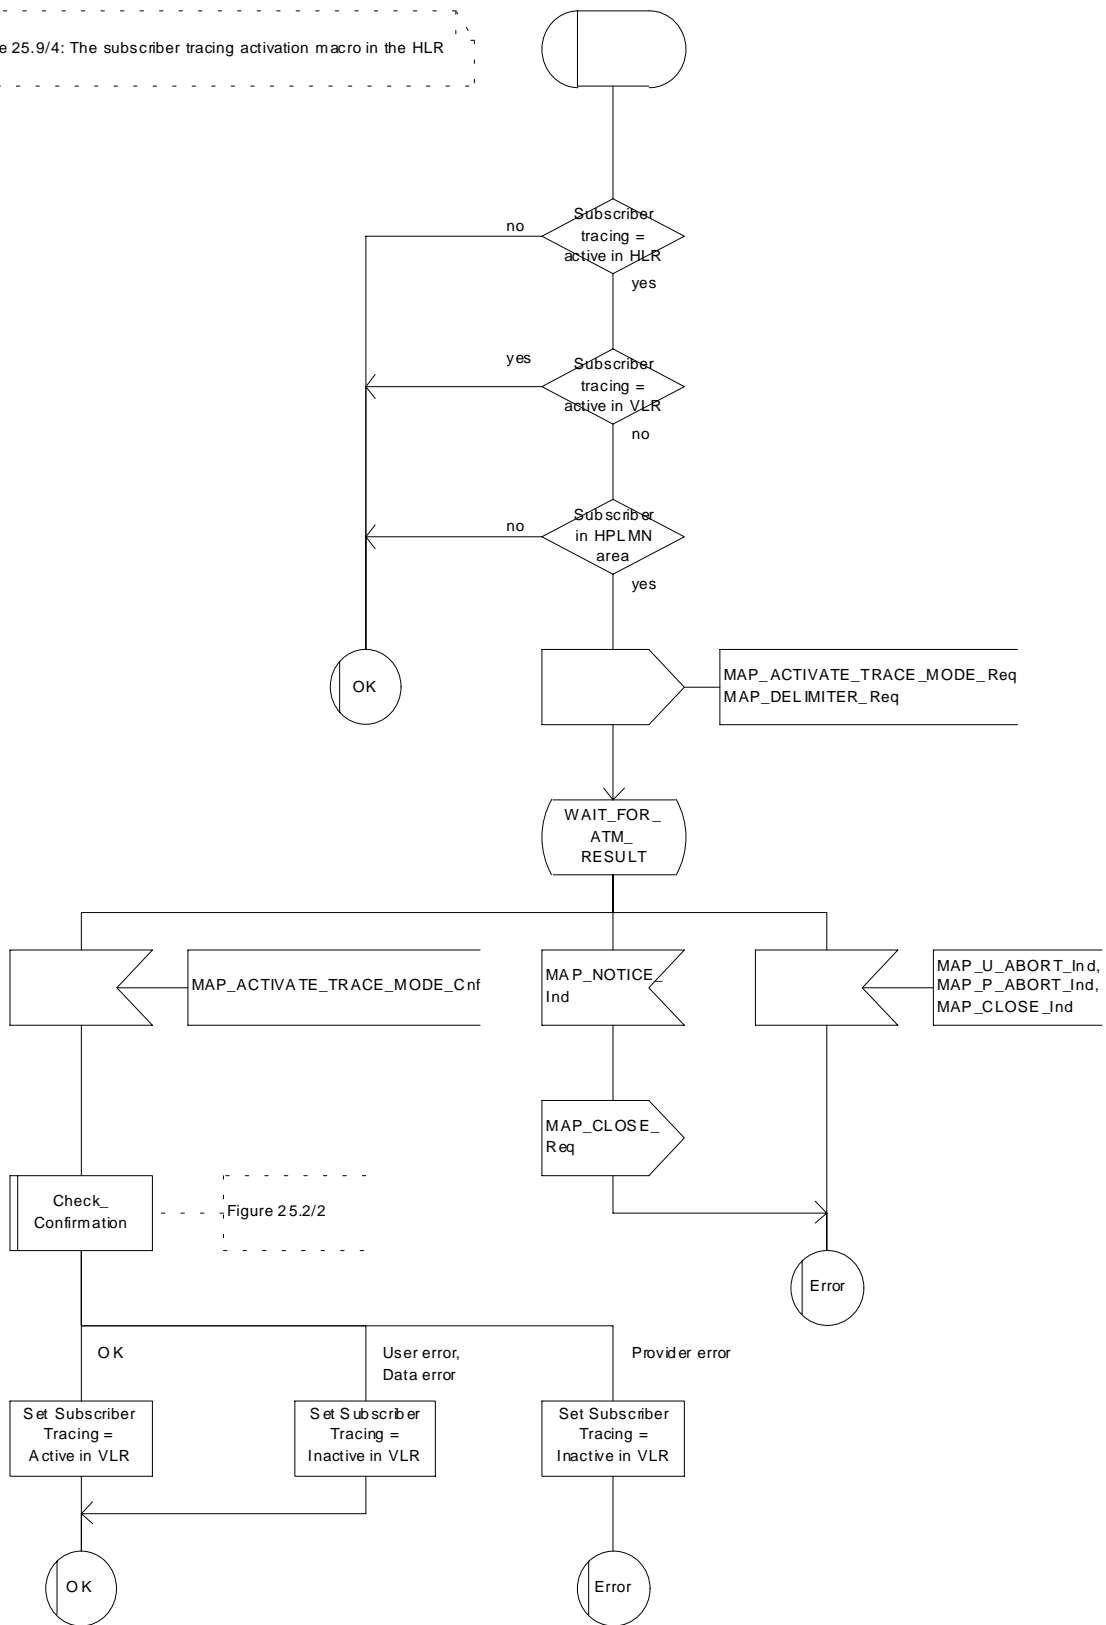 e 25.9/4: The subscriber tracing activation macro in the HLR
Subscriber
tracing =
active in HLR
no
yes
Subscriber
tracing =
active in VLR
yes
no
Subscriber
in HPLMN
area
no
yes
OK
MAP_ACTIVATE_TRACE_MODE_Req
MAP_DELIMITER_Req
WAIT_FOR_
ATM_
RESULT
MAP_ACTIVATE_TRACE_MODE_Cnf
MAP_NOTICE_
Ind
MAP_U_ABORT_Ind,
MAP_P_ABORT_Ind,
MAP_CLOSE_Ind
MAP_CLOSE_
Req
Check_
Confirmation
Figure 25.2/2
Error
OK
User error,
Data error
Provider error
Set Subscriber
Tracing =
Active in VLR
Set Subscriber
Tracing =
Inactive in VLR
Set Subscriber
Tracing =
Inactive in VLR
OK
Error